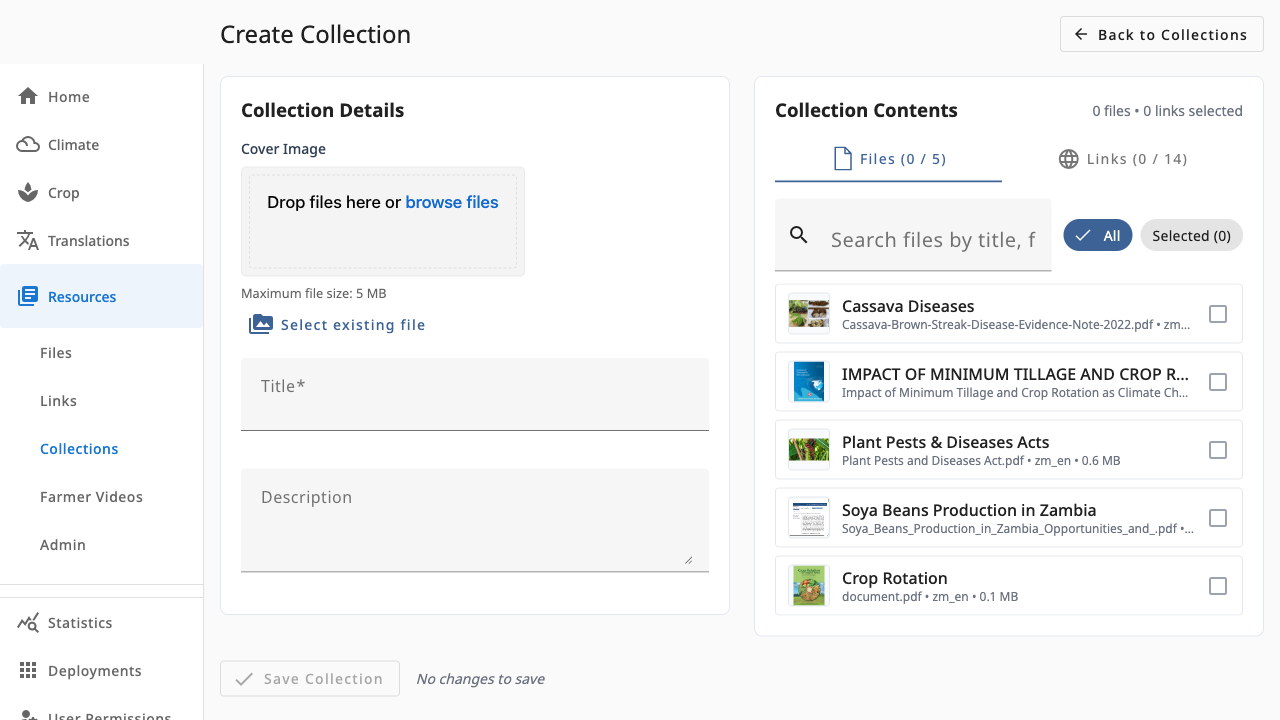 Create Collection
Back to Collections
Home
Climate
Crop
Translations
Resources
Files
Links
Collections
Farmer Videos
Admin
Statistics
Deployments
User Permissions
Collection Details
Cover Image
Drop files here or browse files
Maximum file size: 5 MB
Select existing file
Title*
Description
Collection Contents
0 files • 0 links selected
Files (0 / 5)
Links (0 / 14)
Search files by title, f
All
Selected (0)
Cassava Diseases
Cassava-Brown-Streak-Disease-Evidence-Note-2022.pdf • zm...
IMPACT OF MINIMUM TILLAGE AND CROP R...
Impact of Minimum Tillage and Crop Rotation as Climate Ch...
Plant Pests & Diseases Acts
Plant Pests and Diseases Act.pdf • zm_en • 0.6 MB
Soya Beans Production in Zambia
Soya_Beans_Production_in_Zambia_Opportunities_and_.pdf •...
Crop Rotation
document.pdf • zm_en • 0.1 MB
Save Collection
No changes to save